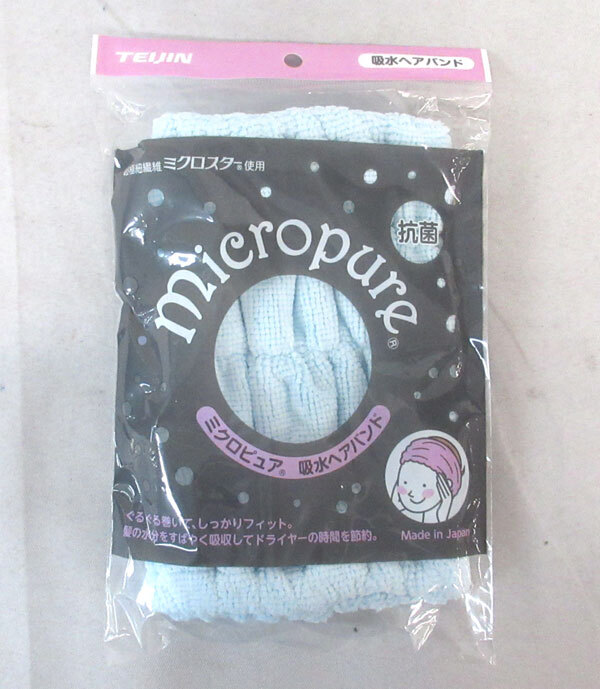 TEIJIN
吸水ヘアバンド
超極細繊維 ミクロスター® 使用
抗菌
micropure®
ミクロピュア® 吸水ヘアバンド
ぐるぐる巻いて、しっかりフィット。
髪の水分をすばやく吸収してドライヤーの時間を節約。
Made in Japan